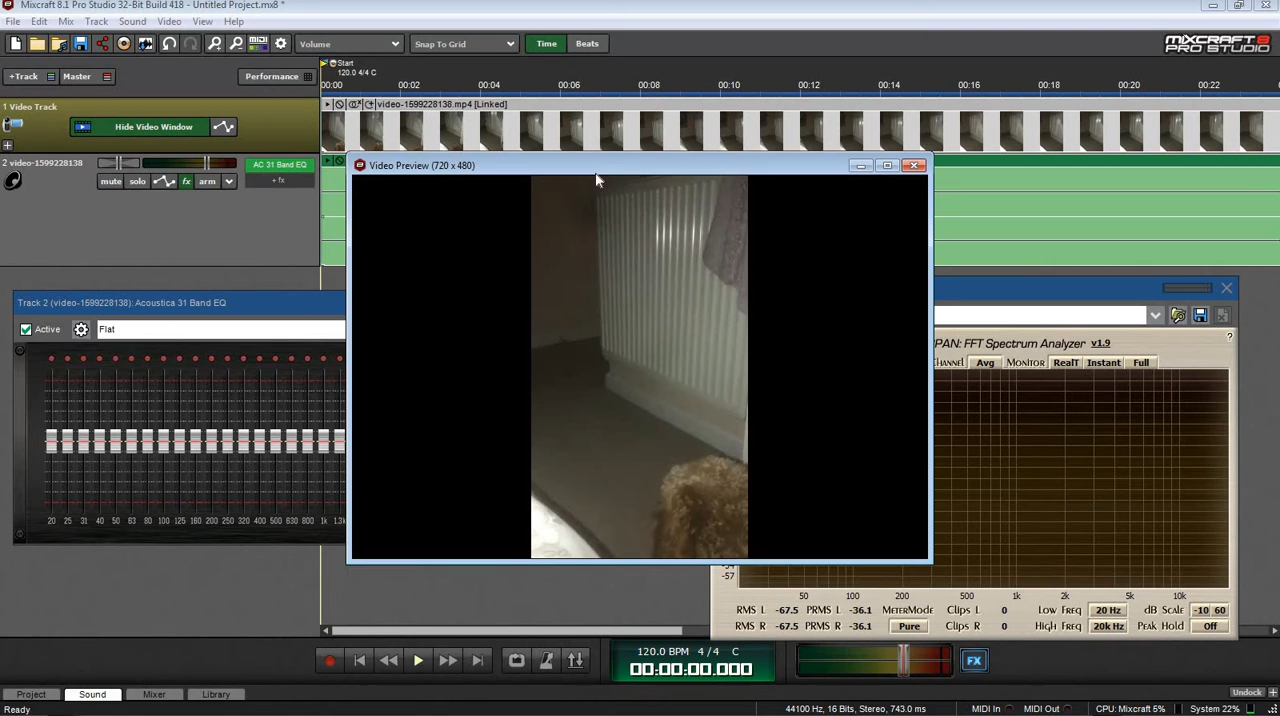 Mixcraft 8.1 Pro Studio 32-Bit Build 418 - Untitled Project.mx8 *
File Edit Mix Track Sound Video View Help
Volume Snap To Grid Time Beats MIXCRAFT 8 PRO STUDIO
+Track Master Performance
Start
120.0 4/4 C
00:00 00:02 00:04 00:06 00:08 00:10 00:12 00:14 00:16 00:18 00:20 00:22
1 Video Track
video-1599228138.mp4 [Linked]
Hide Video Window
2 video-1599228138
AC 31 Band EQ
mute solo fx arm + fx
Video Preview (720 x 480)
Track 2 (video-1599228138): Acoustica 31 Band EQ
Active Flat
20 25 31 40 50 63 80 100 130 160 200 250 320 400 500 630 800 1k 1.3k
PAN: FFT Spectrum Analyzer v1.9 ?
CHANNEL Avg MONITOR RealT Instant Full
-57
50 100 200 500 1k 2k 5k 10k
RMS L -67.5 PRMS L -36.1 METERMODE Clips L 0 Low Freq 20 Hz dB Scale -10 60
RMS R -67.5 PRMS R -36.1 Pure Clips R 0 High Freq 20k Hz Peak Hold Off
120.0 BPM 4 / 4 C
00:00:00.000
FX
Project Sound Mixer Library Undock
Ready 44100 Hz, 16 Bits, Stereo, 743.0 ms MIDI In MIDI Out CPU: Mixcraft 5% System 22%